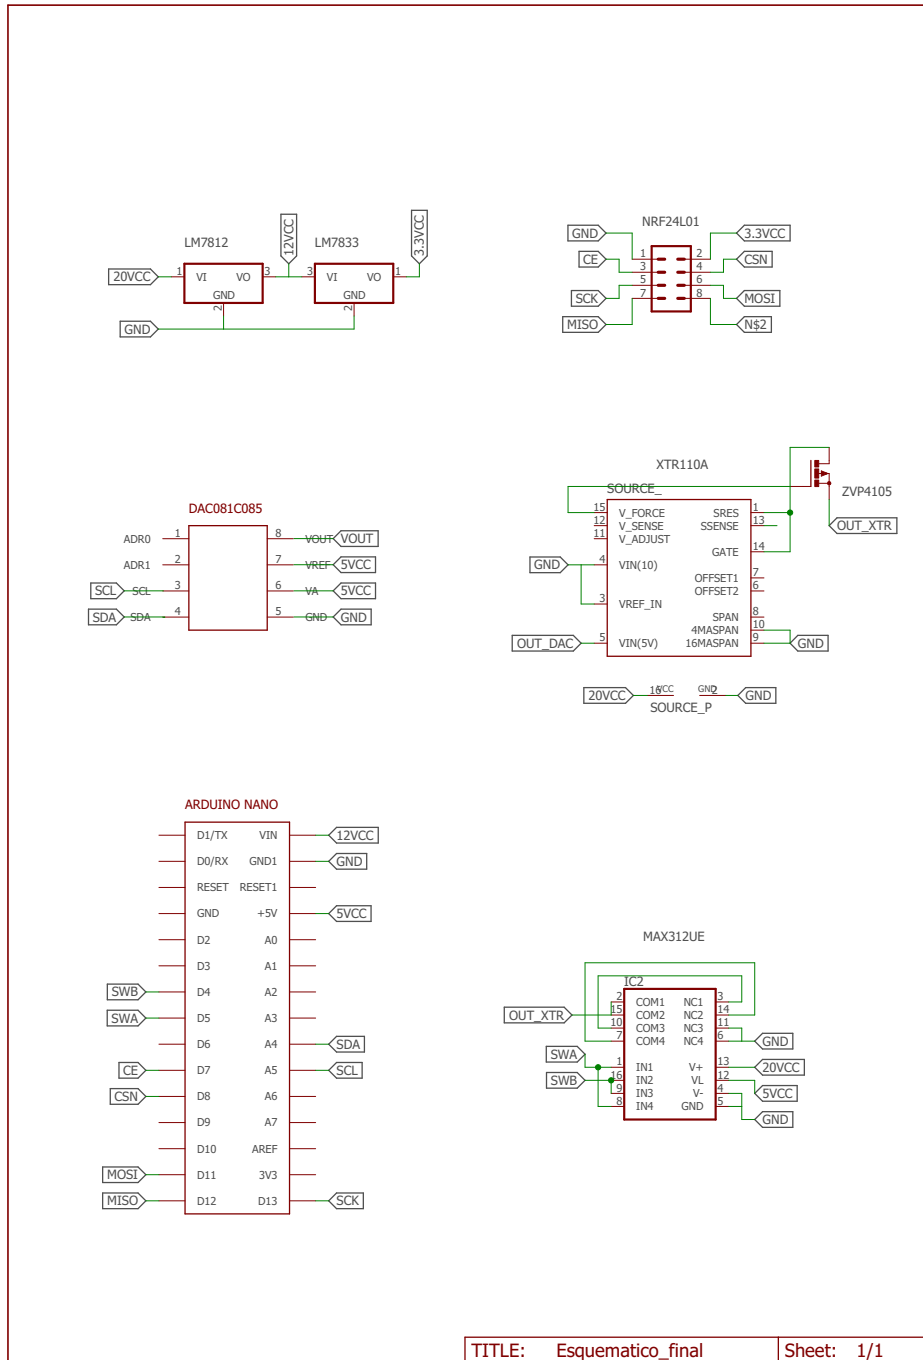 LM7812
LM7833
12VCC
3.3VCC
20VCC 1 VI VO 3
3 VI VO 1
GND
GND
2
2
GND
NRF24L01
GND 1 2 3.3VCC
CE 3 4 CSN
SCK 5 6 MOSI
MISO 7 8 N$2
DAC081C085
ADR0 1 8 VOUT VOUT
ADR1 2 7 VREF 5VCC
SCL SCL 3 6 VA 5VCC
SDA SDA 4 5 GND GND
XTR110A
SOURCE_
ZVP4105
15 V_FORCE SRES 1
12 V_SENSE SSENSE 13
11 V_ADJUST
OUT_XTR
GATE 14
GND 4 VIN(10)
OFFSET1 7
OFFSET2 6
3 VREF_IN
SPAN 8
4MASPAN 10
OUT_DAC 5 VIN(5V) 16MASPAN 9 GND
20VCC 16 VCC GND 2 GND
SOURCE_P
ARDUINO NANO
D1/TX VIN 12VCC
D0/RX GND1 GND
RESET RESET1
GND +5V 5VCC
D2 A0
D3 A1
SWB D4 A2
SWA D5 A3
D6 A4 SDA
CE D7 A5 SCL
CSN D8 A6
D9 A7
D10 AREF
MOSI D11 3V3
MISO D12 D13 SCK
MAX312UE
IC2
2 COM1 NC1 3
OUT_XTR 15 COM2 NC2 14
10 COM3 NC3 11
7 COM4 NC4 6 GND
SWA 1 IN1 V+ 13 20VCC
SWB 16 IN2 VL 12
9 IN3 V- 4 5VCC
8 IN4 GND 5
GND
TITLE: Esquematico_final Sheet: 1/1